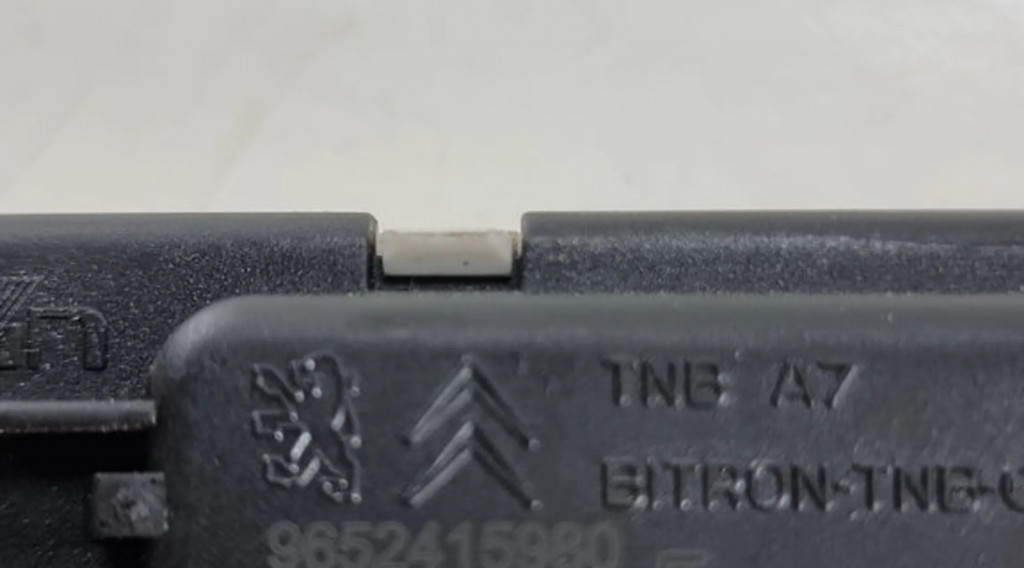 TNB A7
BITRON-TNB-
9652415980